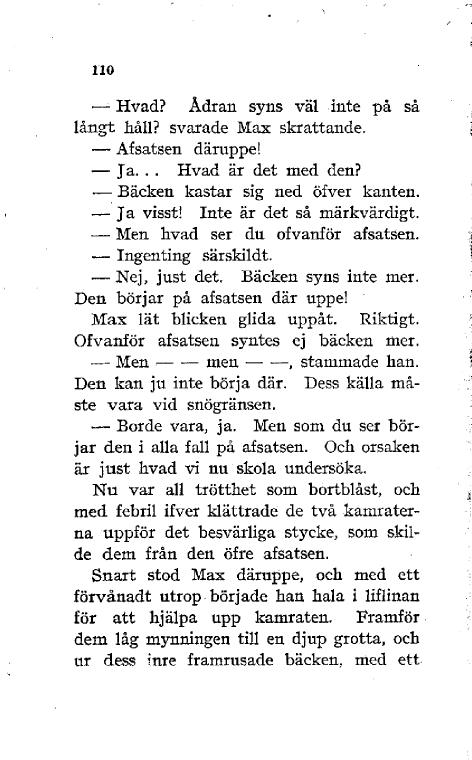 110
— Hvad? Ådran syns väl inte på så
långt håll? svarade Max skrattande.
— Afsatsen däruppe!
— Ja... Hvad är det med den?
— Bäcken kastar sig ned öfver kanten.
— Ja visst! Inte är det så märkvärdigt.
— Men hvad ser du ofvanför afsatsen.
— Ingenting särskildt.
— Nej, just det. Bäcken syns inte mer.
Den börjar på afsatsen där uppe!
Max lät blicken glida uppåt. Riktigt.
Ofvanför afsatsen syntes ej bäcken mer.
— Men — — men — —, stammade han.
Den kan ju inte börja där. Dess källa må-
ste vara vid snögränsen.
— Borde vara, ja. Men som du ser bör-
jar den i alla fall på afsatsen. Och orsaken
är just hvad vi nu skola undersöka.
Nu var all trötthet som bortblåst, och
med febril ifver klättrade de två kamrater-
na uppför det besvärliga stycke, som skil-
de dem från den öfre afsatsen.
Snart stod Max däruppe, och med ett
förvånadt utrop började han hala i liflinan
för att hjälpa upp kamraten. Framför
dem låg mynningen till en djup grotta, och
ur dess inre framrusade bäcken, med ett